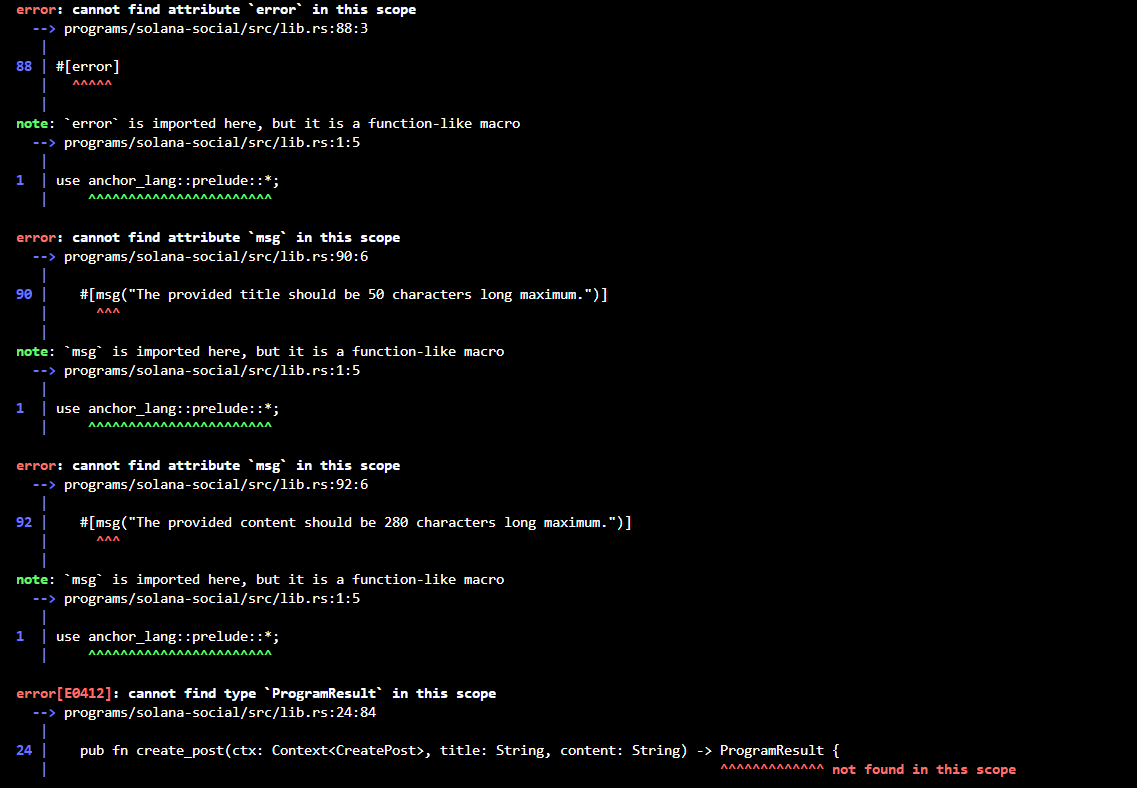 error: cannot find attribute `error` in this scope
  --> programs/solana-social/src/lib.rs:88:3
   |
88 | #[error]
   |   ^^^^^
   |
note: `error` is imported here, but it is a function-like macro
  --> programs/solana-social/src/lib.rs:1:5
   |
1  | use anchor_lang::prelude::*;
   |     ^^^^^^^^^^^^^^^^^^^^^^^

error: cannot find attribute `msg` in this scope
  --> programs/solana-social/src/lib.rs:90:6
   |
90 |    #[msg("The provided title should be 50 characters long maximum.")]
   |      ^^^
   |
note: `msg` is imported here, but it is a function-like macro
  --> programs/solana-social/src/lib.rs:1:5
   |
1  | use anchor_lang::prelude::*;
   |     ^^^^^^^^^^^^^^^^^^^^^^^

error: cannot find attribute `msg` in this scope
  --> programs/solana-social/src/lib.rs:92:6
   |
92 |    #[msg("The provided content should be 280 characters long maximum.")]
   |      ^^^
   |
note: `msg` is imported here, but it is a function-like macro
  --> programs/solana-social/src/lib.rs:1:5
   |
1  | use anchor_lang::prelude::*;
   |     ^^^^^^^^^^^^^^^^^^^^^^^

error[E0412]: cannot find type `ProgramResult` in this scope
  --> programs/solana-social/src/lib.rs:24:84
   |
24 |    pub fn create_post(ctx: Context<CreatePost>, title: String, content: String) -> ProgramResult {
   |                                                                                    ^^^^^^^^^^^^^ not found in this scope